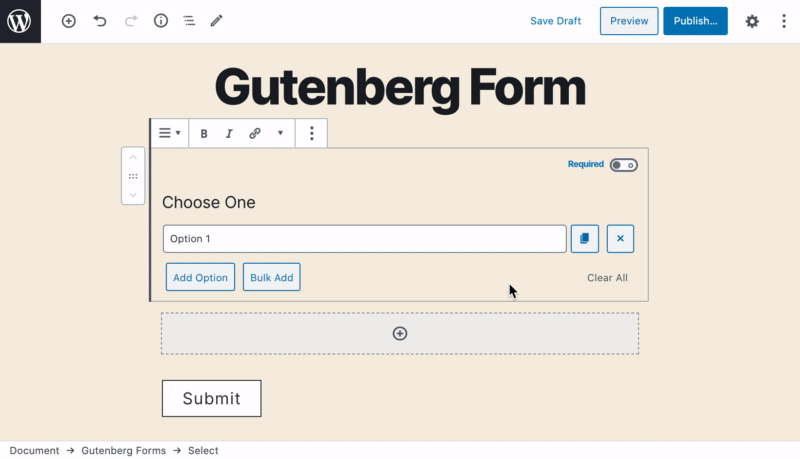 Save Draft Preview Publish...
Gutenberg Form
B I
Required
Choose One
Option 1
Add Option Bulk Add Clear All
Submit
Document → Gutenberg Forms → Select